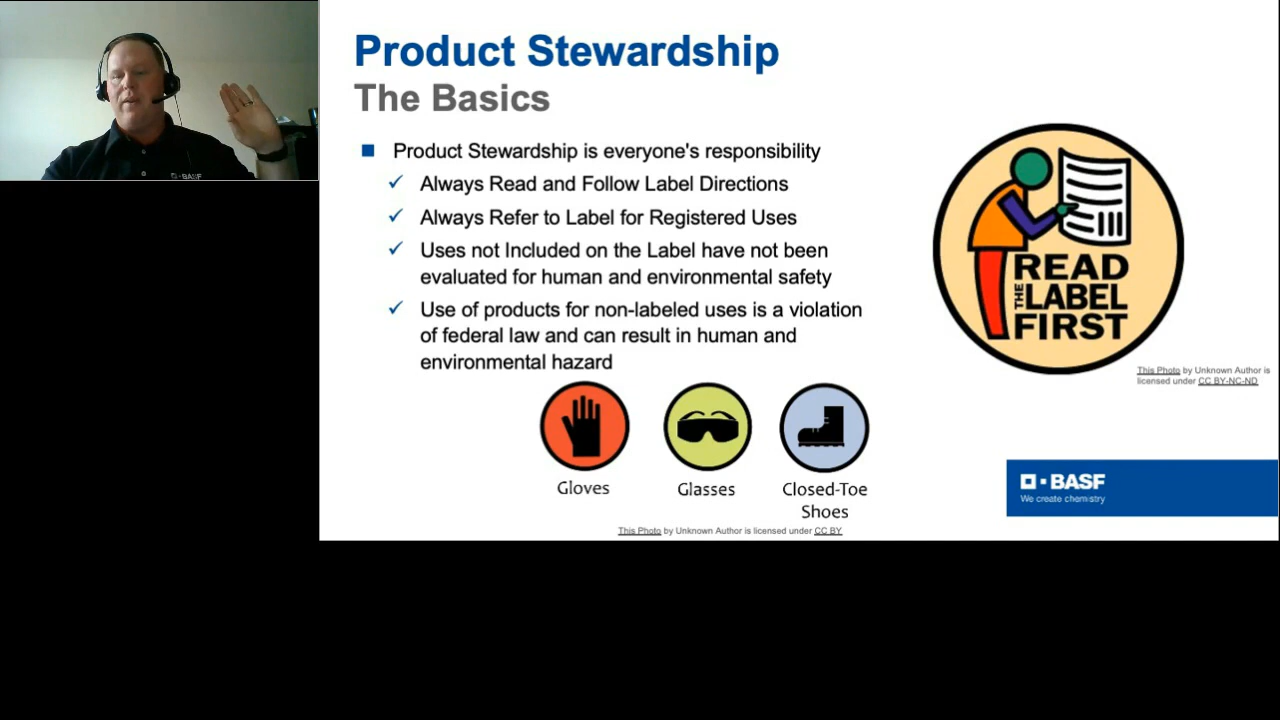 Product Stewardship
The Basics
Product Stewardship is everyone's responsibility
Always Read and Follow Label Directions
Always Refer to Label for Registered Uses
Uses not Included on the Label have not been
evaluated for human and environmental safety
Use of products for non-labeled uses is a violation
of federal law and can result in human and
environmental hazard
READ
THE LABEL
FIRST
This Photo by Unknown Author is
licensed under CC BY-NC-ND
Gloves
Glasses
Closed-Toe
Shoes
This Photo by Unknown Author is licensed under CC BY
BASF
We create chemistry
BASF